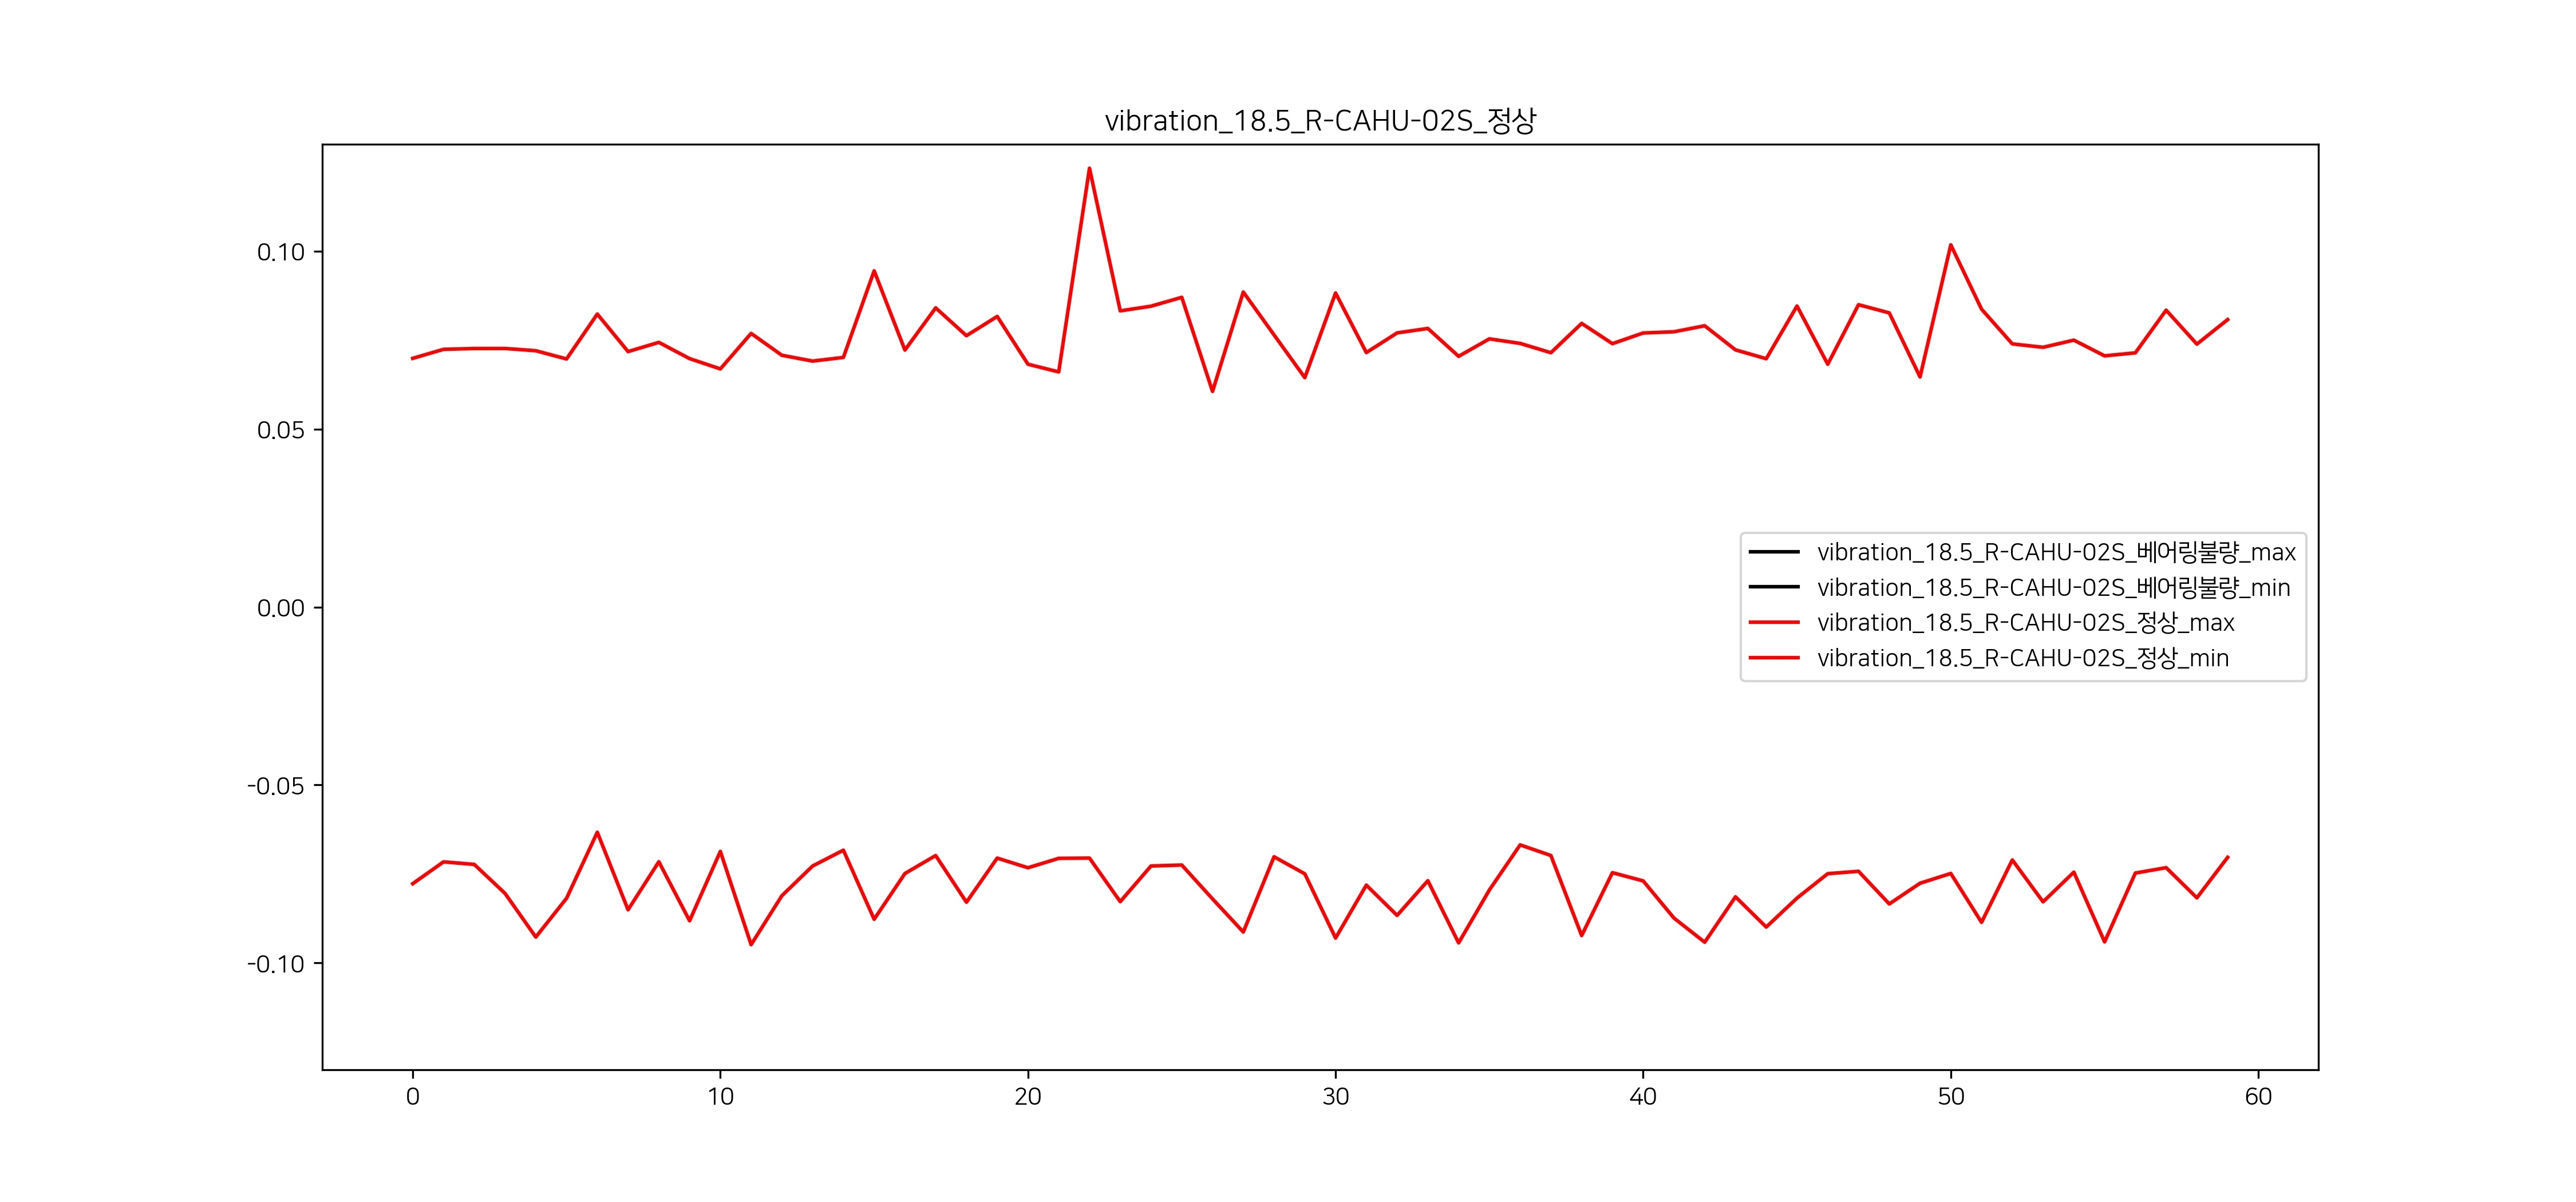 vibration_18.5_R-CAHU-02S_정상
0.10
0.05
0.00
-0.05
-0.10
vibration_18.5_R-CAHU-02S_베어링불량_max
vibration_18.5_R-CAHU-02S_베어링불량_min
vibration_18.5_R-CAHU-02S_정상_max
vibration_18.5_R-CAHU-02S_정상_min
0 10 20 30 40 50 60